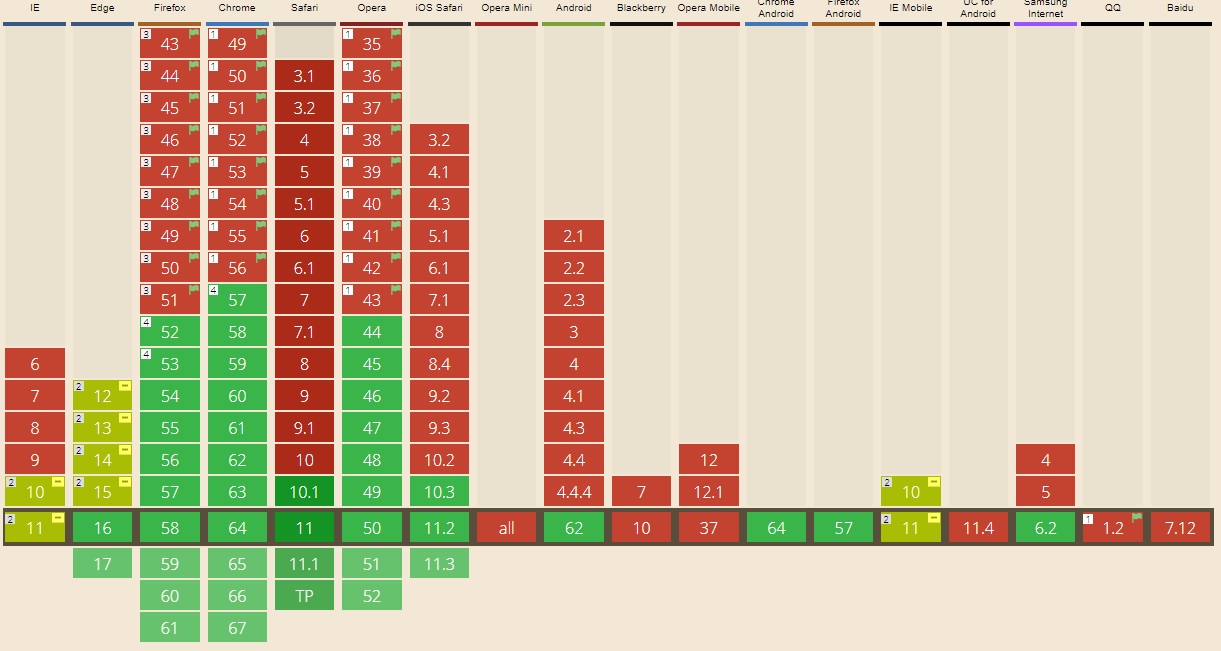 IE Edge Firefox Chrome Safari Opera iOS Safari Opera Mini Android Blackberry Opera Mobile Chrome Android Firefox Android IE Mobile UC for Android Samsung Internet QQ Baidu
3 43 1 49 1 35
3 44 1 50 3.1 1 36
3 45 1 51 3.2 1 37
3 46 1 52 4 1 38 3.2
3 47 1 53 5 1 39 4.1
3 48 1 54 5.1 1 40 4.3
3 49 1 55 6 1 41 5.1 2.1
3 50 1 56 6.1 1 42 6.1 2.2
3 51 4 57 7 1 43 7.1 2.3
4 52 58 7.1 44 8 3
6 4 53 59 8 45 8.4 4
7 2 12 54 60 9 46 9.2 4.1
8 2 13 55 61 9.1 47 9.3 4.3
9 2 14 56 62 10 48 10.2 4.4 12 4
2 10 2 15 57 63 10.1 49 10.3 4.4.4 7 12.1 2 10 5
2 11 16 58 64 11 50 11.2 all 62 10 37 64 57 2 11 11.4 6.2 1 1.2 7.12
17 59 65 11.1 51 11.3
60 66 TP 52
61 67